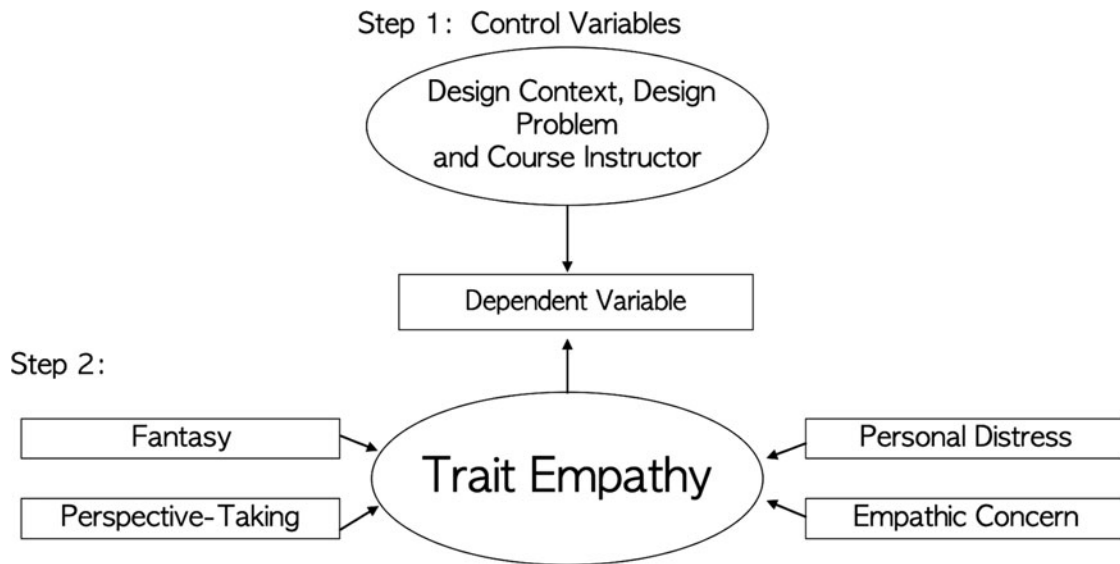 Step 1: Control Variables
Design Context, Design
Problem
and Course Instructor
Dependent Variable
Step 2:
Fantasy
Perspective-Taking
Trait Empathy
Personal Distress
Empathic Concern